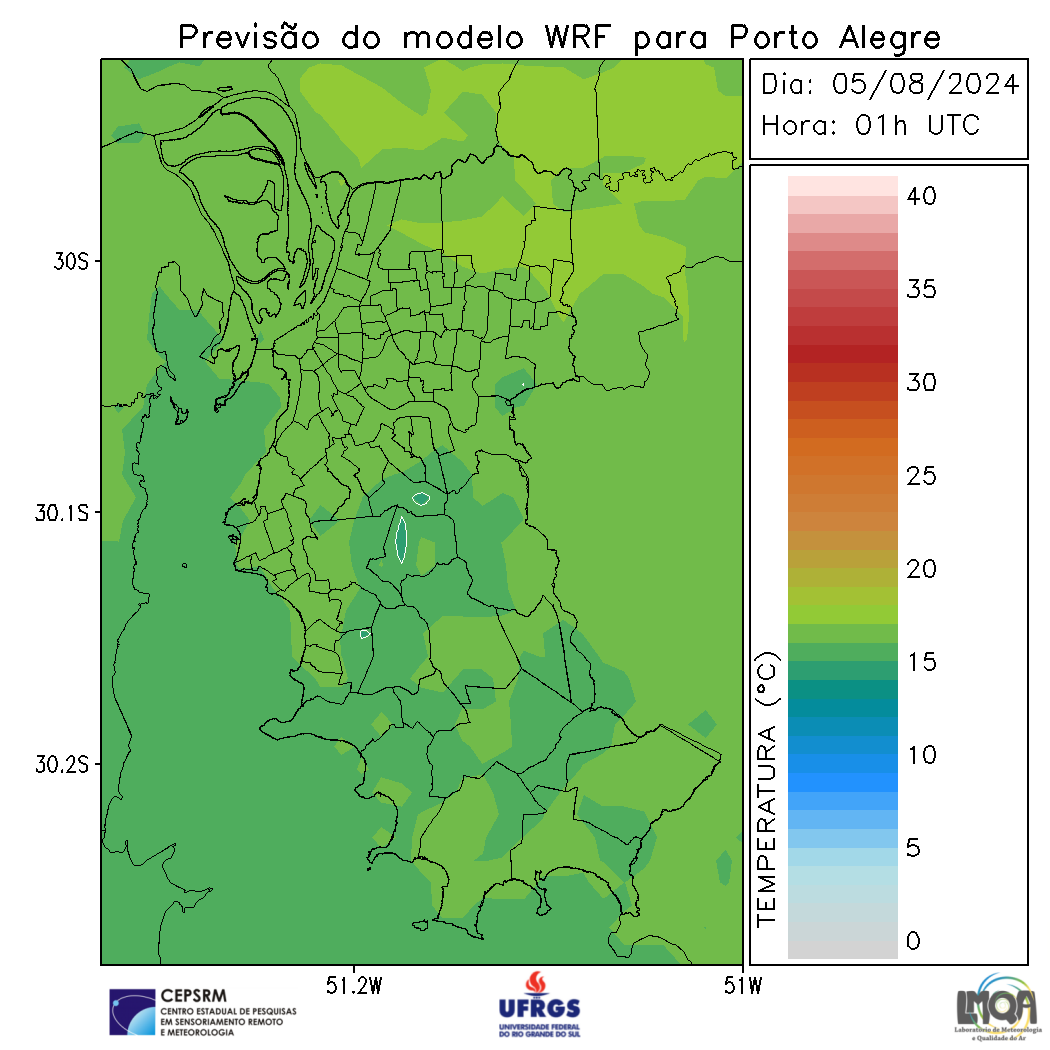 Previsão do modelo WRF para Porto Alegre
Dia: 05/08/2024
Hora: 01h UTC
40
35
30
25
20
15
10
5
0
TEMPERATURA (°C)
30S
30.1S
30.2S
51.2W
51W
CEPSRM
CENTRO ESTADUAL DE PESQUISAS
EM SENSORIAMENTO REMOTO
E METEOROLOGIA
UFRGS
UNIVERSIDADE FEDERAL
DO RIO GRANDE DO SUL
LMQA
Laboratório de Meteorologia
e Qualidade do Ar